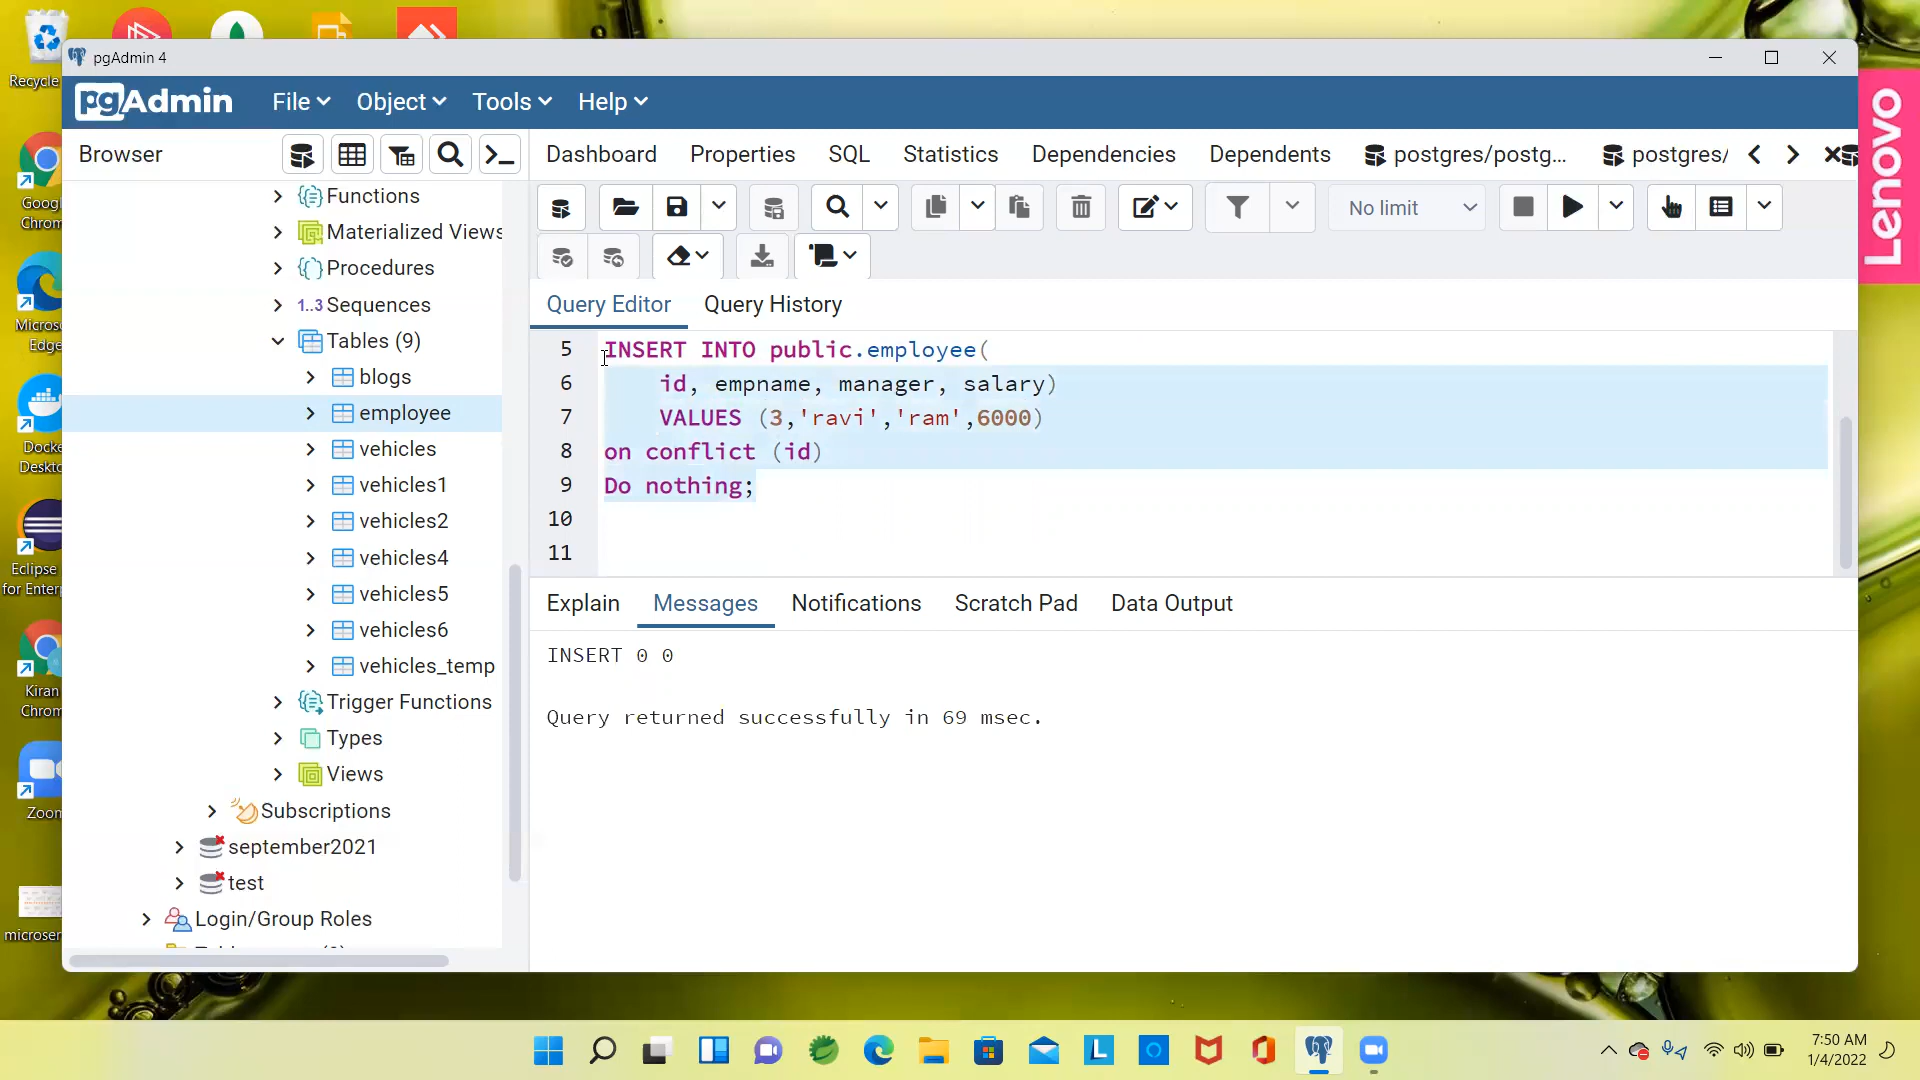 Recycle
pgAdmin 4
pgAdmin
File
Object
Tools
Help
Browser
Dashboard
Properties
SQL
Statistics
Dependencies
Dependents
postgres/postg...
postgres/
No limit
Functions
Materialized Views
Procedures
1..3 Sequences
Tables (9)
blogs
employee
vehicles
vehicles1
vehicles2
vehicles4
vehicles5
vehicles6
vehicles_temp
Trigger Functions
Types
Views
Subscriptions
september2021
test
Login/Group Roles
Query Editor
Query History
5 INSERT INTO public.employee(
6 id, empname, manager, salary)
7 VALUES (3,'ravi','ram',6000)
8 on conflict (id)
9 Do nothing;
10
11
Explain
Messages
Notifications
Scratch Pad
Data Output
INSERT 0 0
Query returned successfully in 69 msec.
Googl
Chrom
Micros
Edge
Docke
Deskto
Eclipse
for Enterp
Kiran
Chrom
Zoom
microser
Lenovo
7:50 AM
1/4/2022